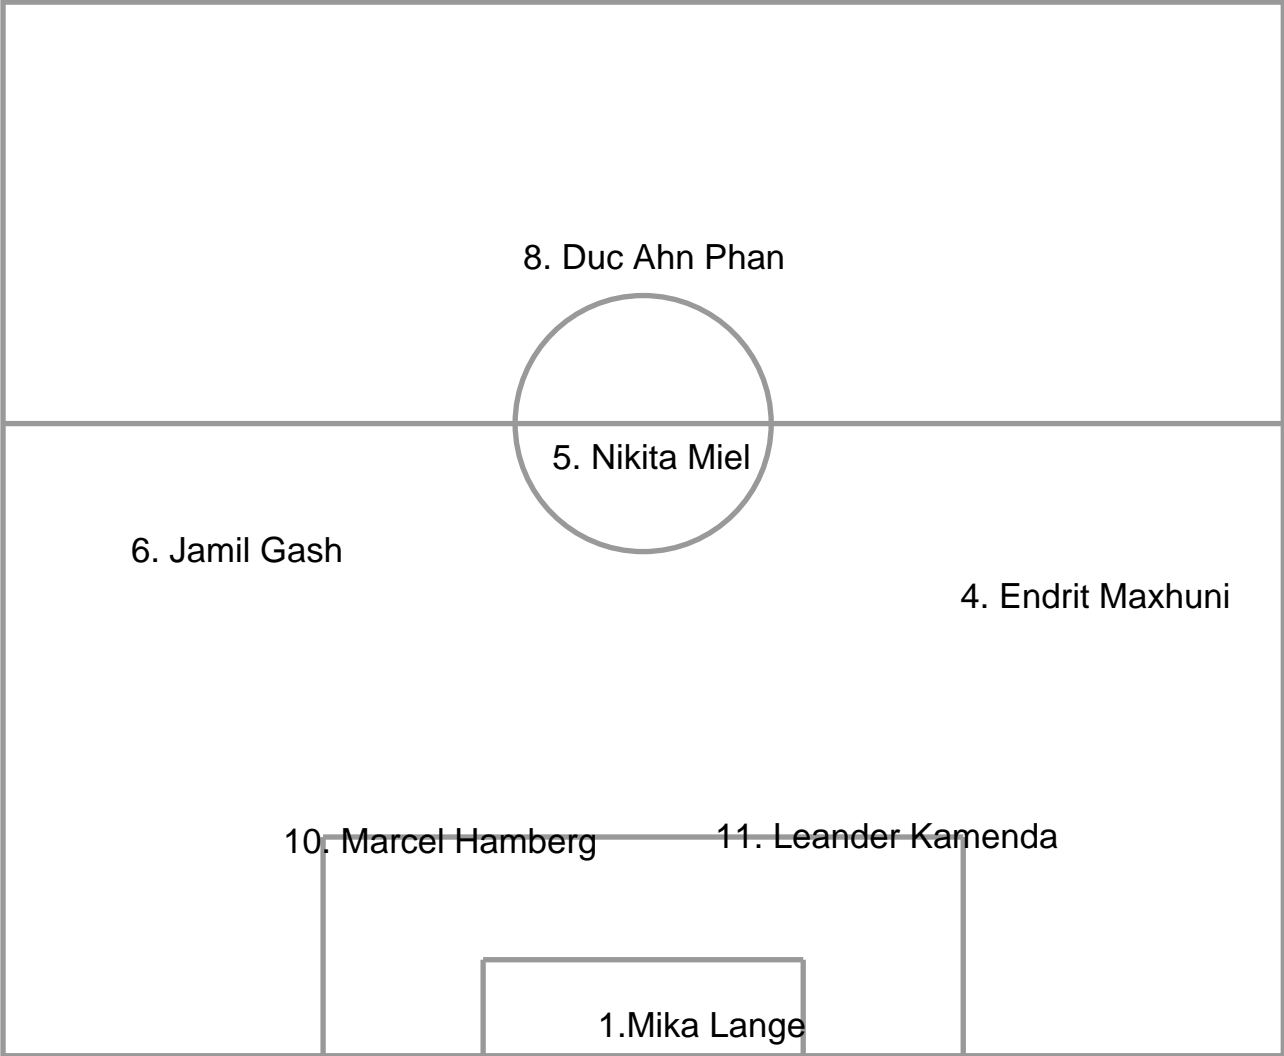 8. Duc Ahn Phan
5. Nikita Miel
6. Jamil Gash
4. Endrit Maxhuni
10. Marcel Hamberg
11. Leander Kamenda
1.Mika Lange